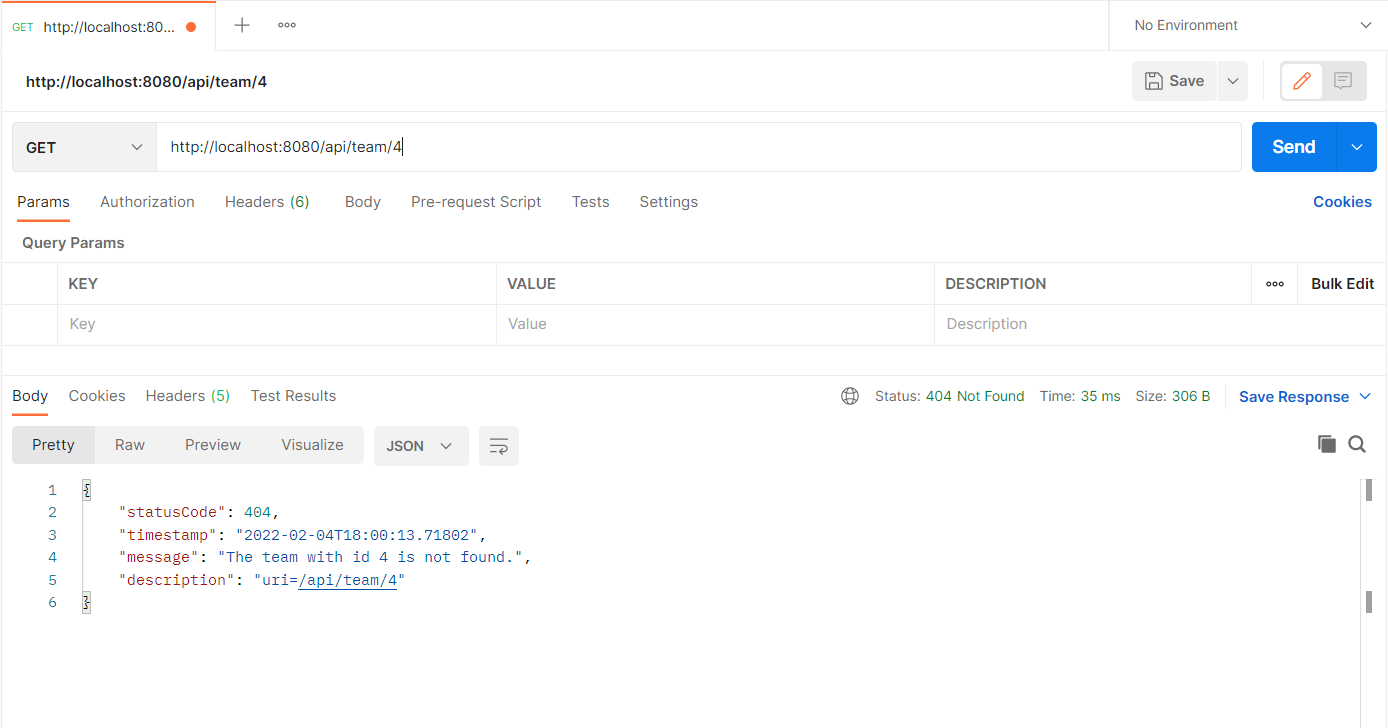 GET http://localhost:80...
No Environment
http://localhost:8080/api/team/4
Save
GET http://localhost:8080/api/team/4 Send
Params Authorization Headers (6) Body Pre-request Script Tests Settings Cookies
Query Params
KEY VALUE DESCRIPTION Bulk Edit
Key Value Description
Body Cookies Headers (5) Test Results Status: 404 Not Found Time: 35 ms Size: 306 B Save Response
Pretty Raw Preview Visualize JSON
1 {
2 "statusCode": 404,
3 "timestamp": "2022-02-04T18:00:13.71802",
4 "message": "The team with id 4 is not found.",
5 "description": "uri=/api/team/4"
6 }